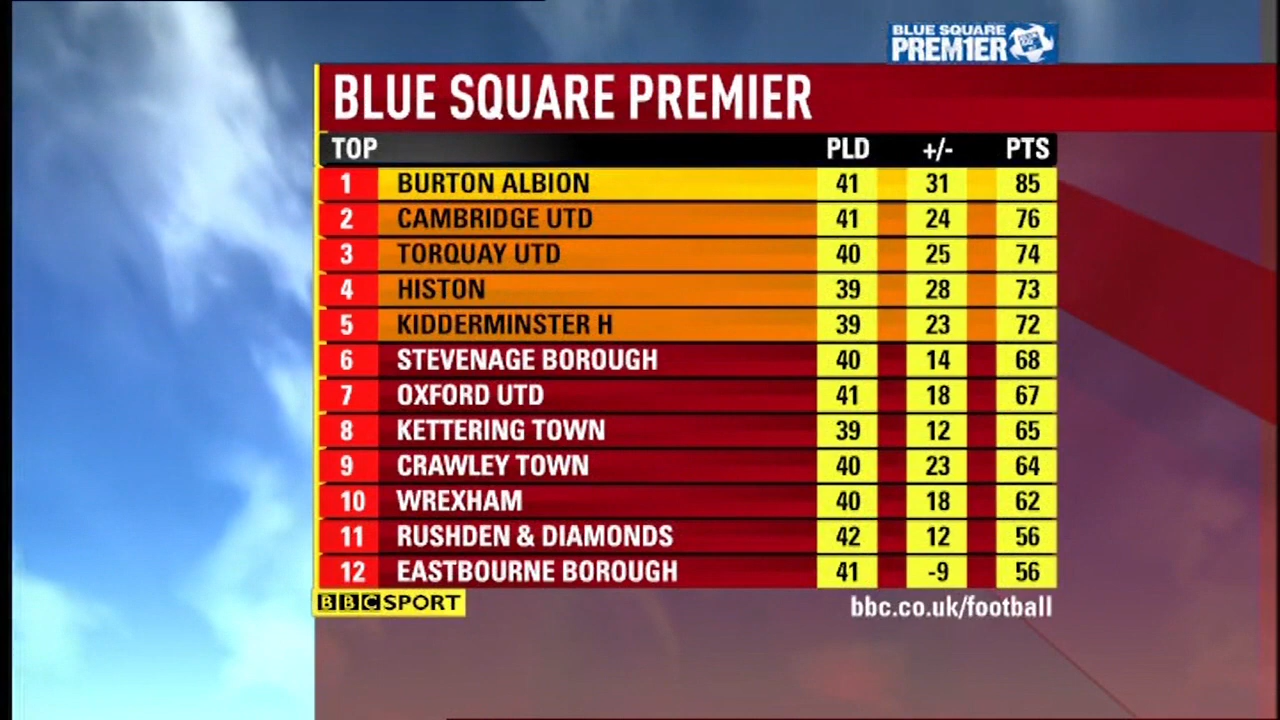 BLUE SQUARE
PREM1ER
BLUE SQUARE PREMIER
TOP PLD +/- PTS
1 BURTON ALBION 41 31 85
2 CAMBRIDGE UTD 41 24 76
3 TORQUAY UTD 40 25 74
4 HISTON 39 28 73
5 KIDDERMINSTER H 39 23 72
6 STEVENAGE BOROUGH 40 14 68
7 OXFORD UTD 41 18 67
8 KETTERING TOWN 39 12 65
9 CRAWLEY TOWN 40 23 64
10 WREXHAM 40 18 62
11 RUSHDEN & DIAMONDS 42 12 56
12 EASTBOURNE BOROUGH 41 -9 56
BBC SPORT bbc.co.uk/football